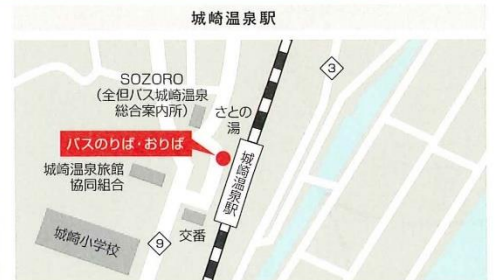 城崎温泉駅
SOZORO
（全但バス城崎温泉
総合案内所）
さとの
湯
3
バスのりば・おりば
城崎温泉駅
城崎温泉旅館
協同組合
交番
城崎小学校
9